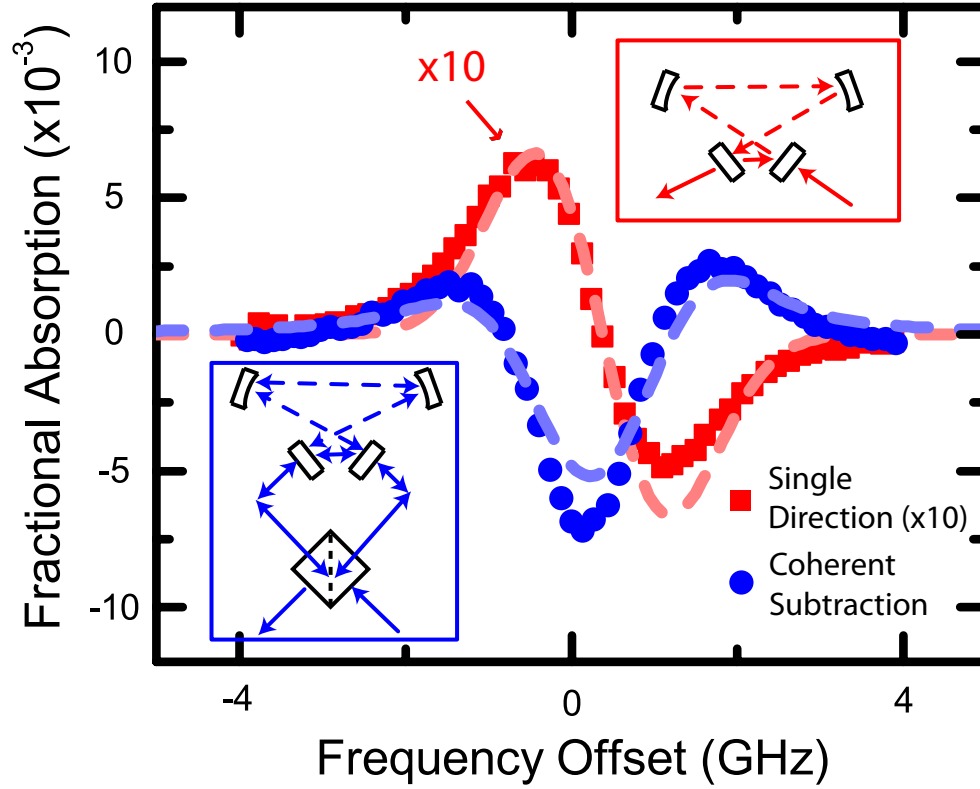 Fractional Absorption (x10⁻³)
10
5
0
-5
-10
x10
Single
Direction (x10)
Coherent
Subtraction
-4
0
4
Frequency Offset (GHz)